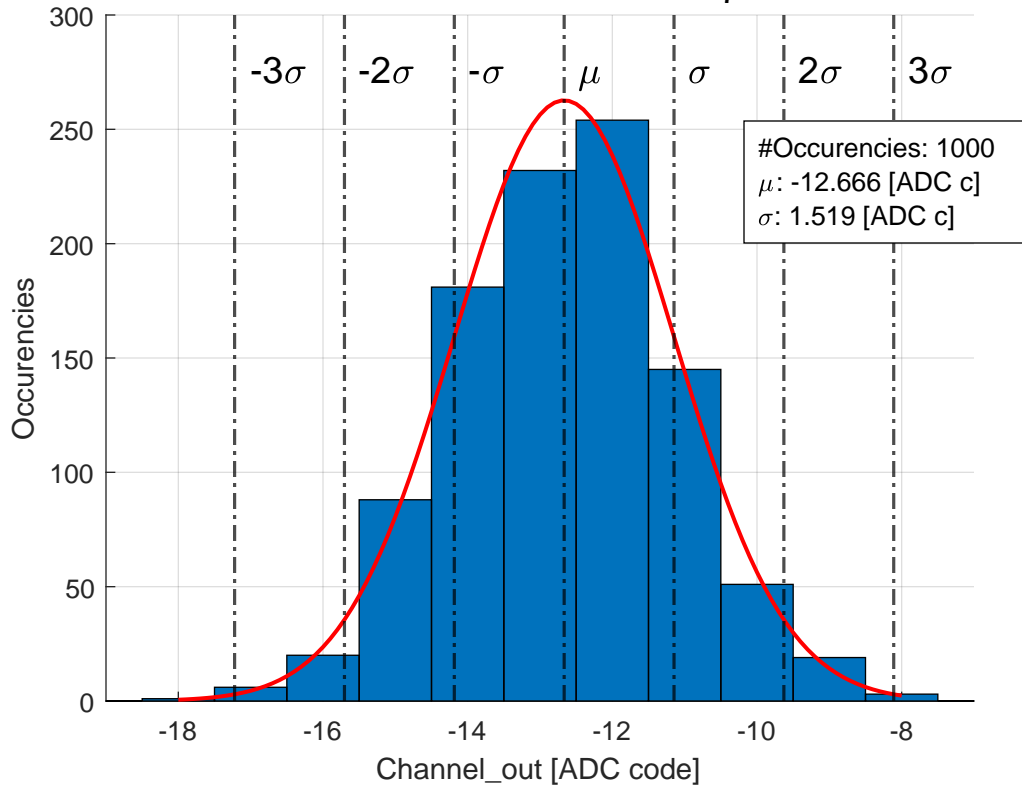 300
250
200
150
100
50
0
Occurencies
-3σ
-2σ
-σ
μ
σ
2σ
3σ
#Occurencies: 1000
μ: -12.666 [ADC c]
σ: 1.519 [ADC c]
-18
-16
-14
-12
-10
-8
Channel_out [ADC code]